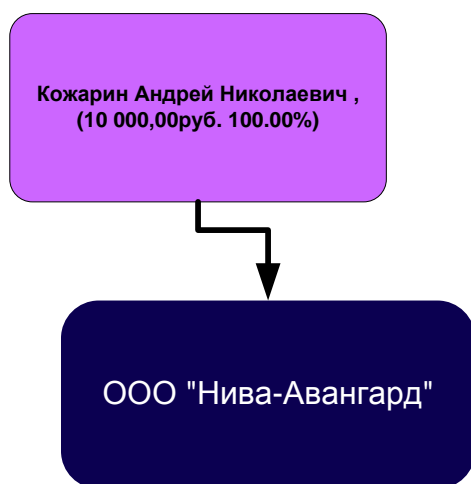 Кожарин Андрей Николаевич ,
(10 000,00руб. 100.00%)
ООО "Нива-Авангард"